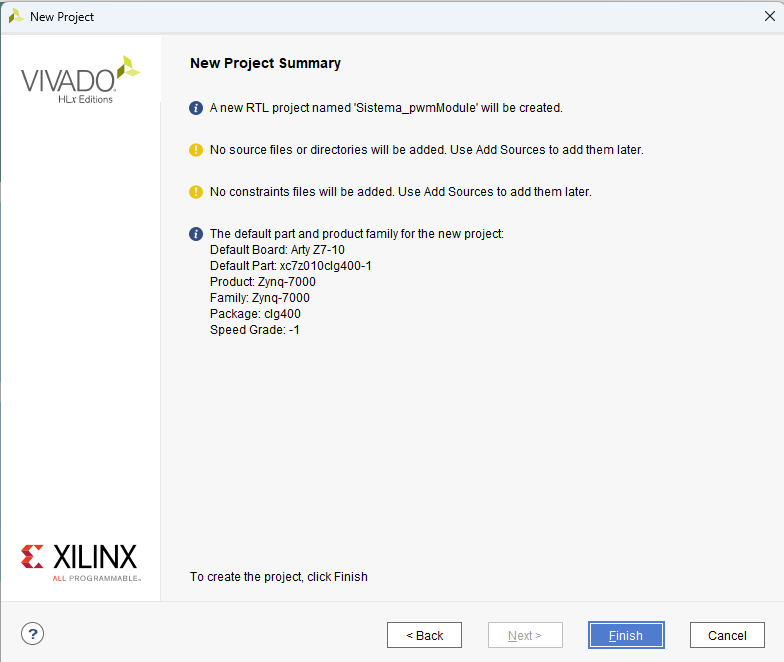 New Project
VIVADO
HLx Editions
New Project Summary
A new RTL project named 'Sistema_pwmModule' will be created.
No source files or directories will be added. Use Add Sources to add them later.
No constraints files will be added. Use Add Sources to add them later.
The default part and product family for the new project:
Default Board: Arty Z7-10
Default Part: xc7z010clg400-1
Product: Zynq-7000
Family: Zynq-7000
Package: clg400
Speed Grade: -1
XILINX
ALL PROGRAMMABLE™
To create the project, click Finish
?
< Back
Next >
Finish
Cancel